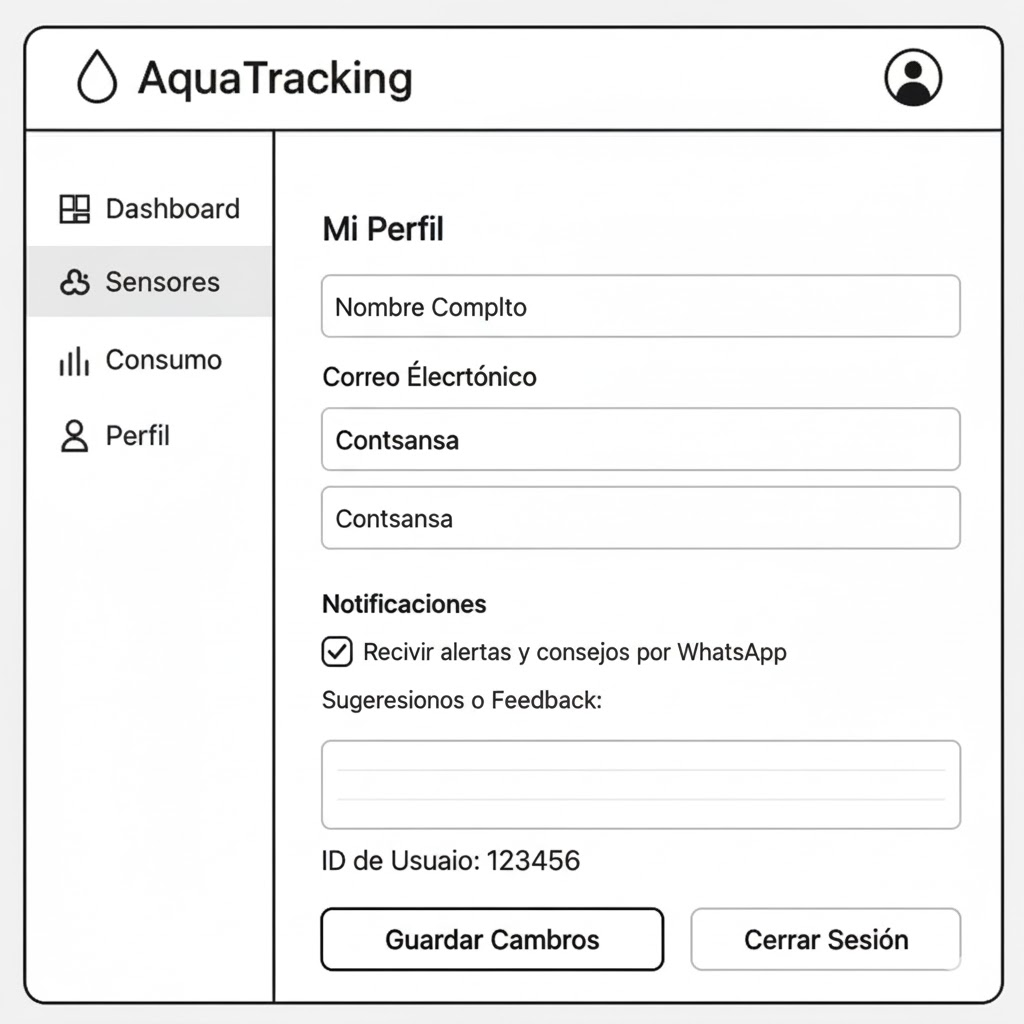 AquaTracking
Dashboard
Sensores
Consumo
Perfil
Mi Perfil
Nombre Complto
Correo Élecrtónico
Contsansa
Contsansa
Notificaciones
Recivir alertas y consejos por WhatsApp
Sugeresionos o Feedback:
ID de Usuaio: 123456
Guardar Cambros
Cerrar Sesión